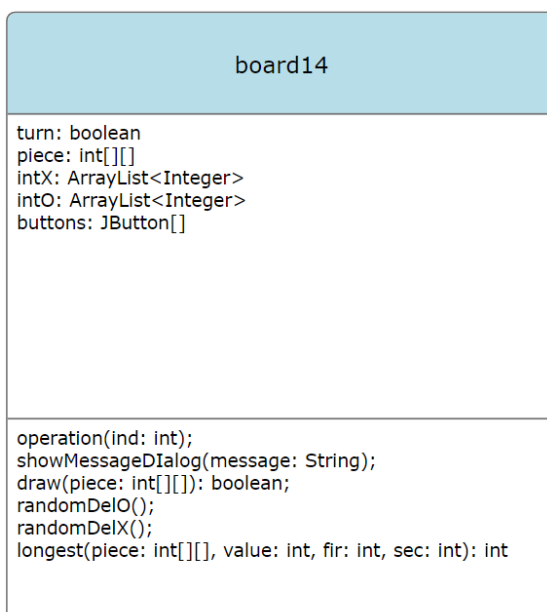 board14
turn: boolean
piece: int[][]
intX: ArrayList<Integer>
intO: ArrayList<Integer>
buttons: JButton[]
operation(ind: int);
showMessageDIalog(message: String);
draw(piece: int[][]): boolean;
randomDelO();
randomDelX();
longest(piece: int[][], value: int, fir: int, sec: int): int